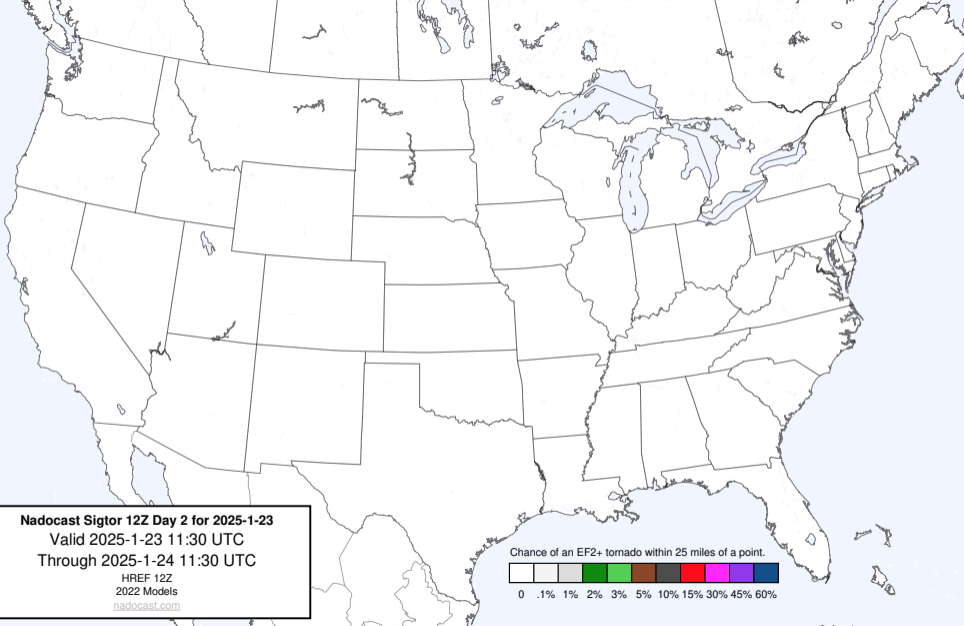 Nadocast Sigtor 12Z Day 2 for 2025-1-23
Valid 2025-1-23 11:30 UTC
Through 2025-1-24 11:30 UTC
HREF 12Z
2022 Models
nadocast.com
Chance of an EF2+ tornado within 25 miles of a point.
0 .1% 1% 2% 3% 5% 10% 15% 30% 45% 60%